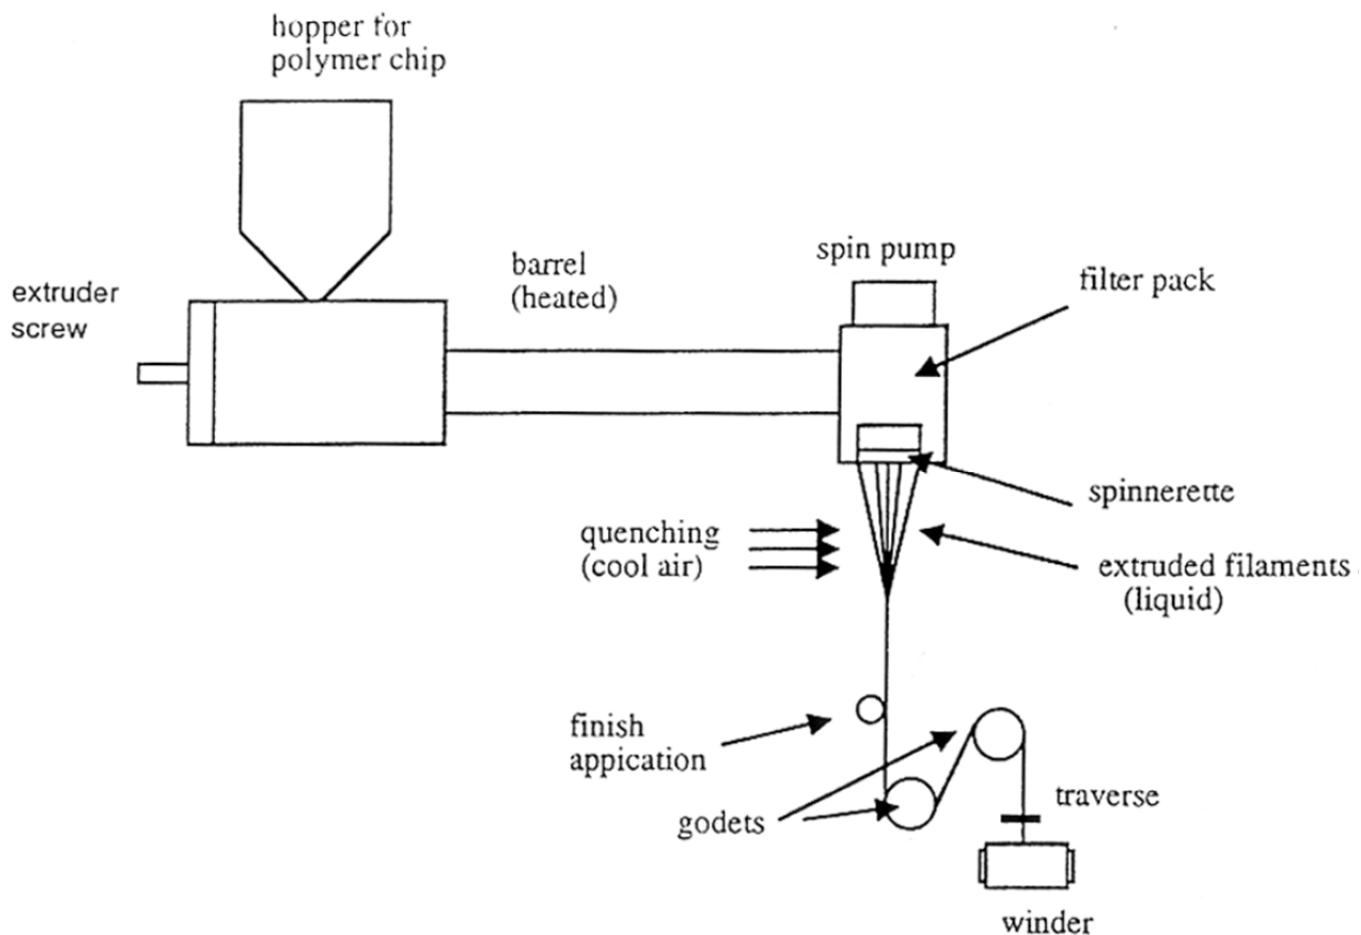 hopper for
polymer chip
extruder
screw
barrel
(heated)
spin pump
filter pack
spinnerette
quenching
(cool air)
extruded filaments
(liquid)
finish
appication
godets
traverse
winder